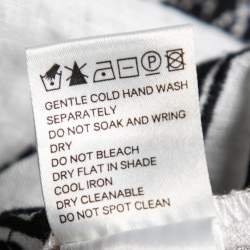 GENTLE COLD HAND WASH
SEPARATELY
DO NOT SOAK AND WRING
DRY
DO NOT BLEACH
DRY FLAT IN SHADE
COOL IRON
DRY CLEANABLE
DO NOT SPOT CLEAN